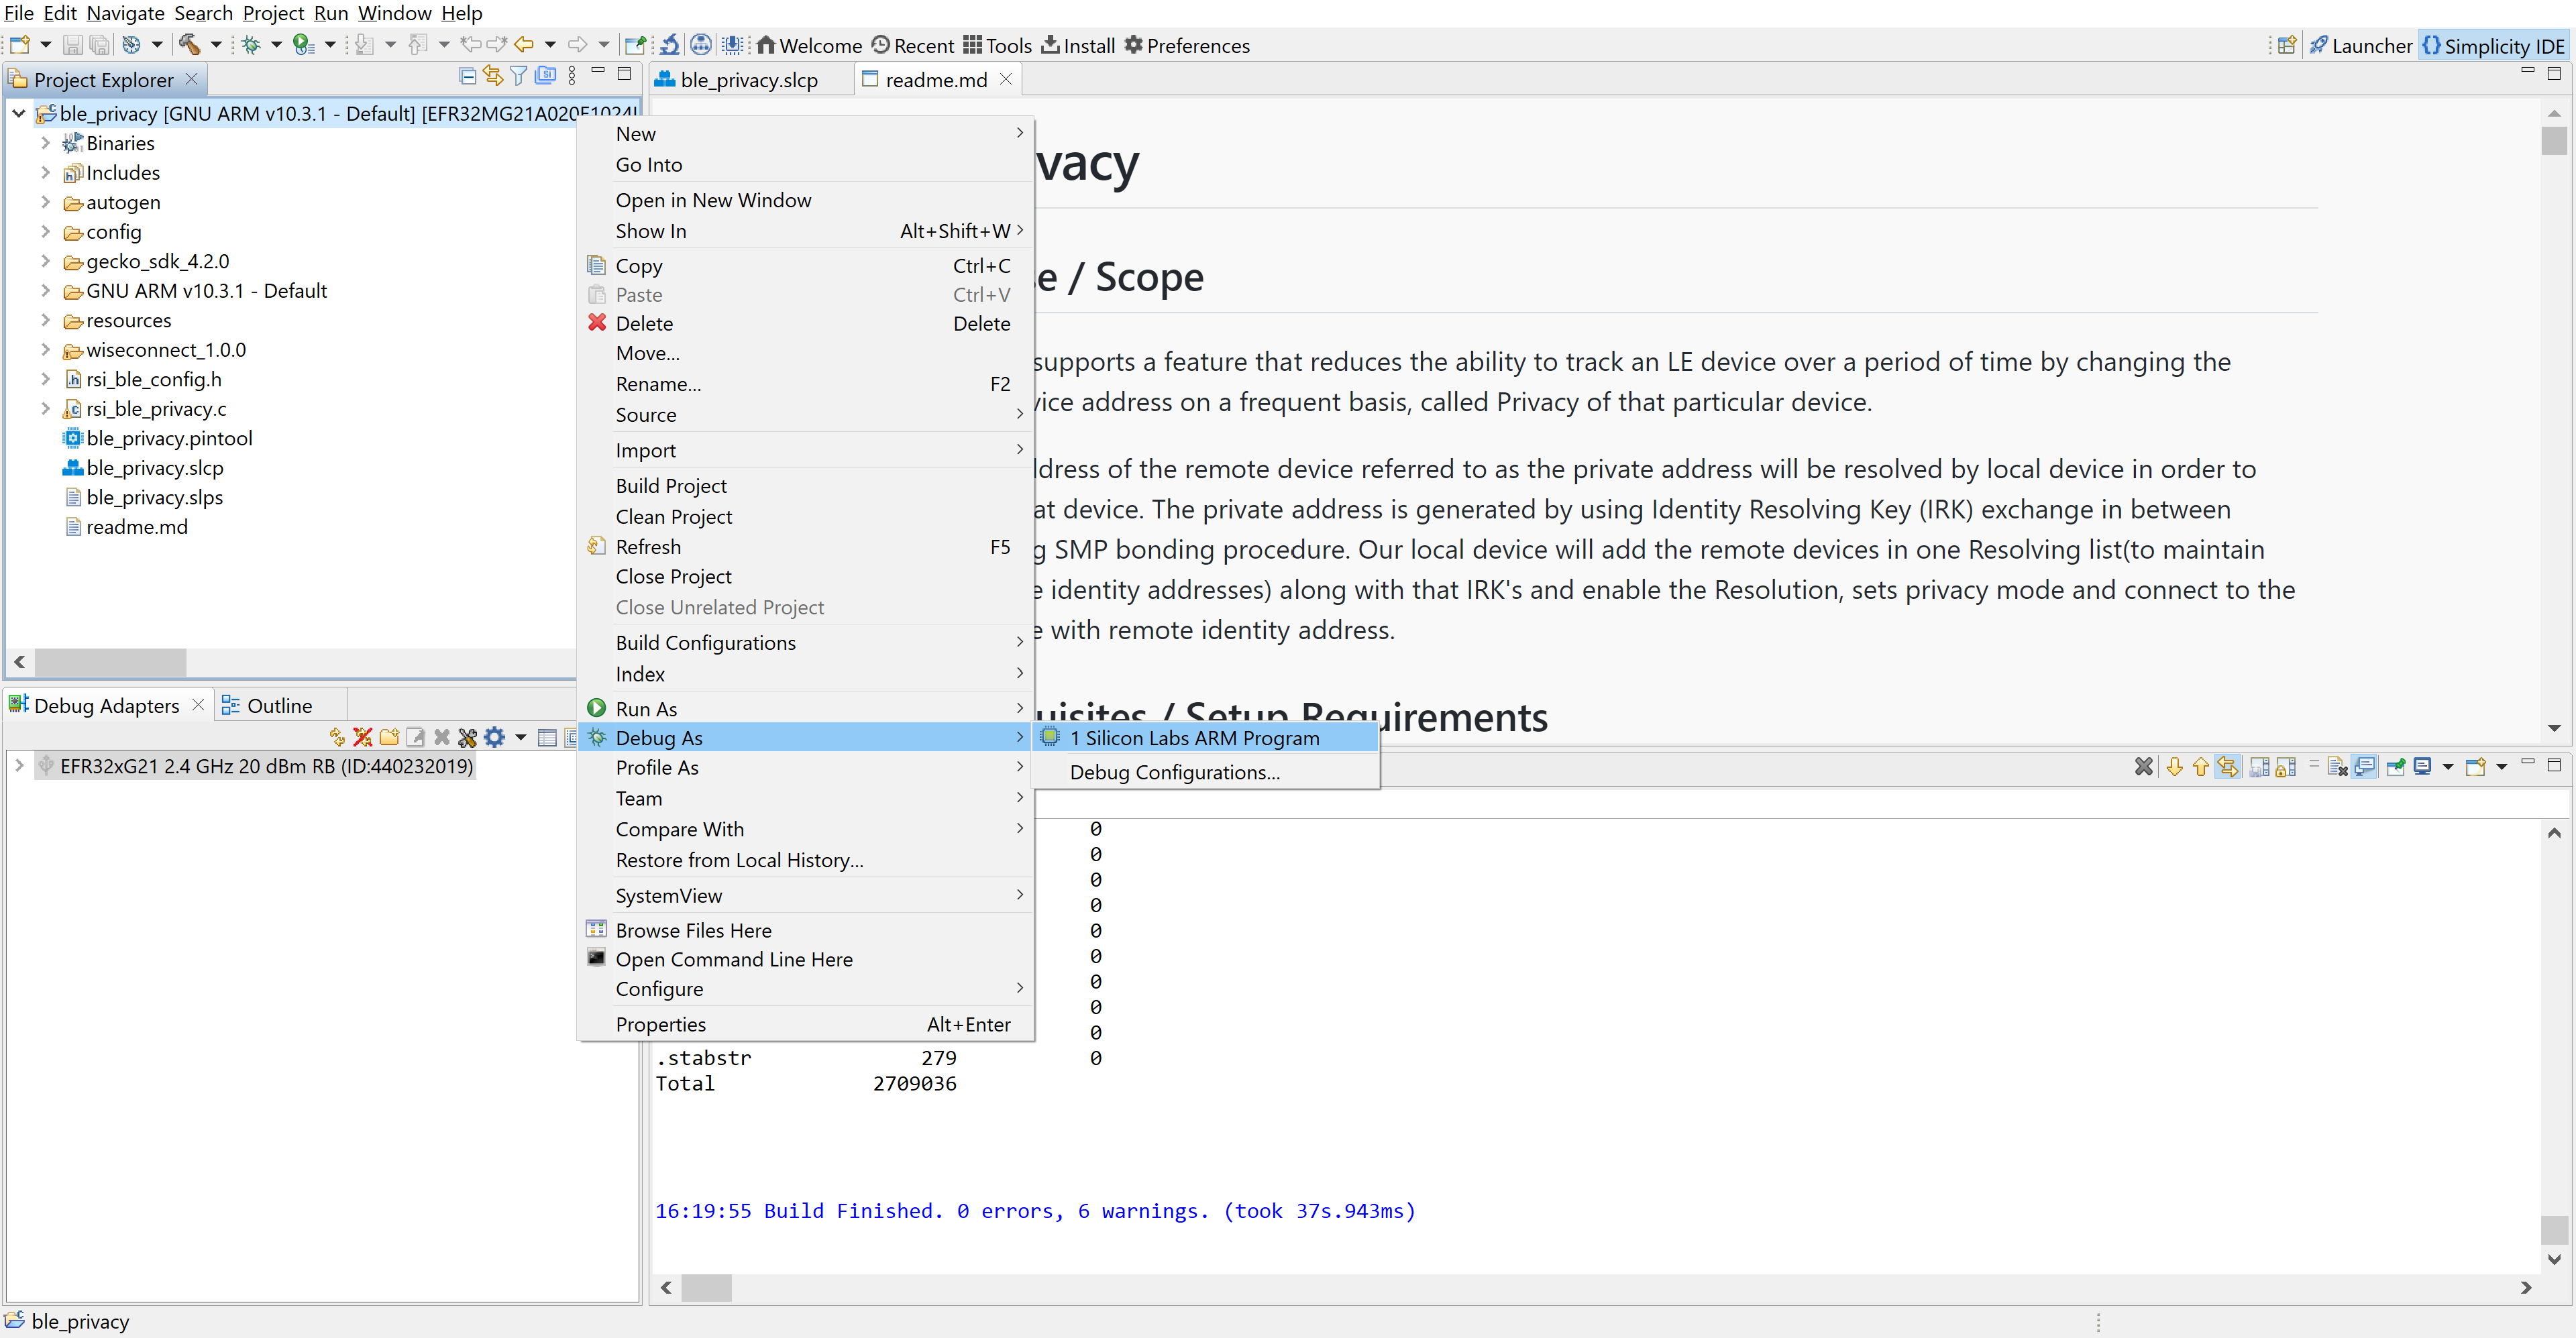 File Edit Navigate Search Project Run Window Help
Welcome Recent Tools Install Preferences Launcher Simplicity IDE
Project Explorer
ble_privacy [GNU ARM v10.3.1 - Default] [EFR32MG21A020F1024I
Binaries
Includes
autogen
config
gecko_sdk_4.2.0
GNU ARM v10.3.1 - Default
resources
wiseconnect_1.0.0
rsi_ble_config.h
rsi_ble_privacy.c
ble_privacy.pintool
ble_privacy.slcp
ble_privacy.slps
readme.md
Debug Adapters Outline
EFR32xG21 2.4 GHz 20 dBm RB (ID:440232019)
New
Go Into
Open in New Window
Show In Alt+Shift+W
Copy Ctrl+C
Paste Ctrl+V
Delete Delete
Move...
Rename... F2
Source
Import
Build Project
Clean Project
Refresh F5
Close Project
Close Unrelated Project
Build Configurations
Index
Run As
Debug As
Profile As
Team
Compare With
Restore from Local History...
SystemView
Browse Files Here
Open Command Line Here
Configure
Properties Alt+Enter
1 Silicon Labs ARM Program
Debug Configurations...
ble_privacy.slcp readme.md
vacy
e / Scope
supports a feature that reduces the ability to track an LE device over a period of time by changing the
vice address on a frequent basis, called Privacy of that particular device.
dress of the remote device referred to as the private address will be resolved by local device in order to
at device. The private address is generated by using Identity Resolving Key (IRK) exchange in between
g SMP bonding procedure. Our local device will add the remote devices in one Resolving list(to maintain
e identity addresses) along with that IRK's and enable the Resolution, sets privacy mode and connect to the
e with remote identity address.
uisites / Setup Requirements
0
0
0
0
0
0
0
0
0
.stabstr 279 0
Total 2709036
16:19:55 Build Finished. 0 errors, 6 warnings. (took 37s.943ms)
ble_privacy